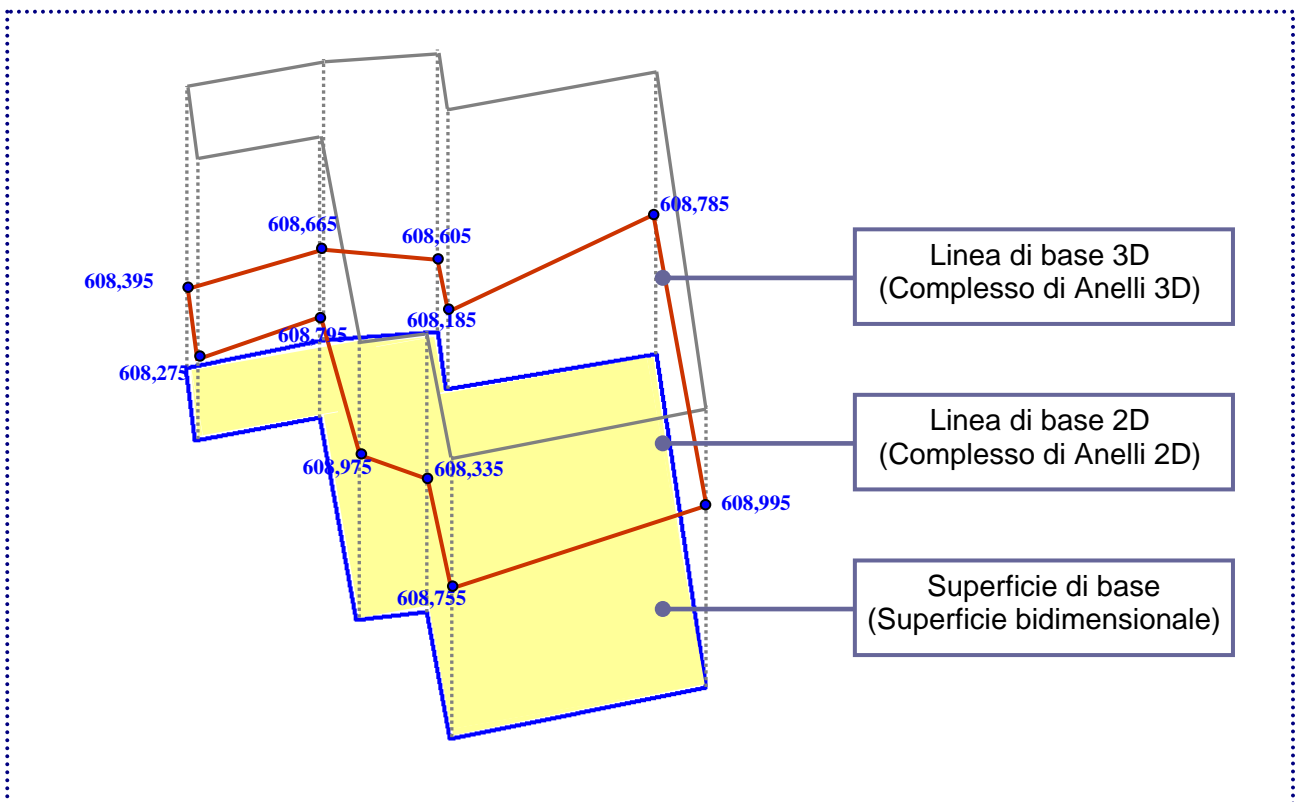 608,785
608,665
608,605
608,395
608,185
608,795
608,275
608,975
608,335
608,995
608,755
Linea di base 3D
(Complesso di Anelli 3D)
Linea di base 2D
(Complesso di Anelli 2D)
Superficie di base
(Superficie bidimensionale)